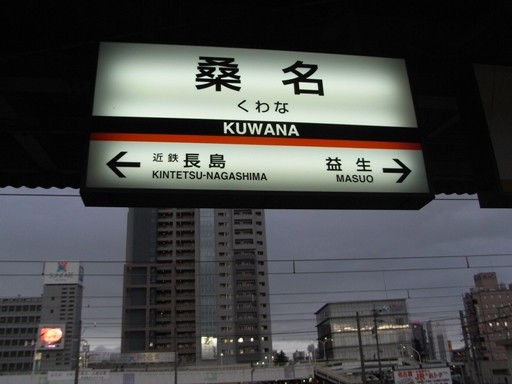 桑名
くわな
KUWANA
← 近鉄長島 益生 →
KINTETSU-NAGASHIMA MASUO